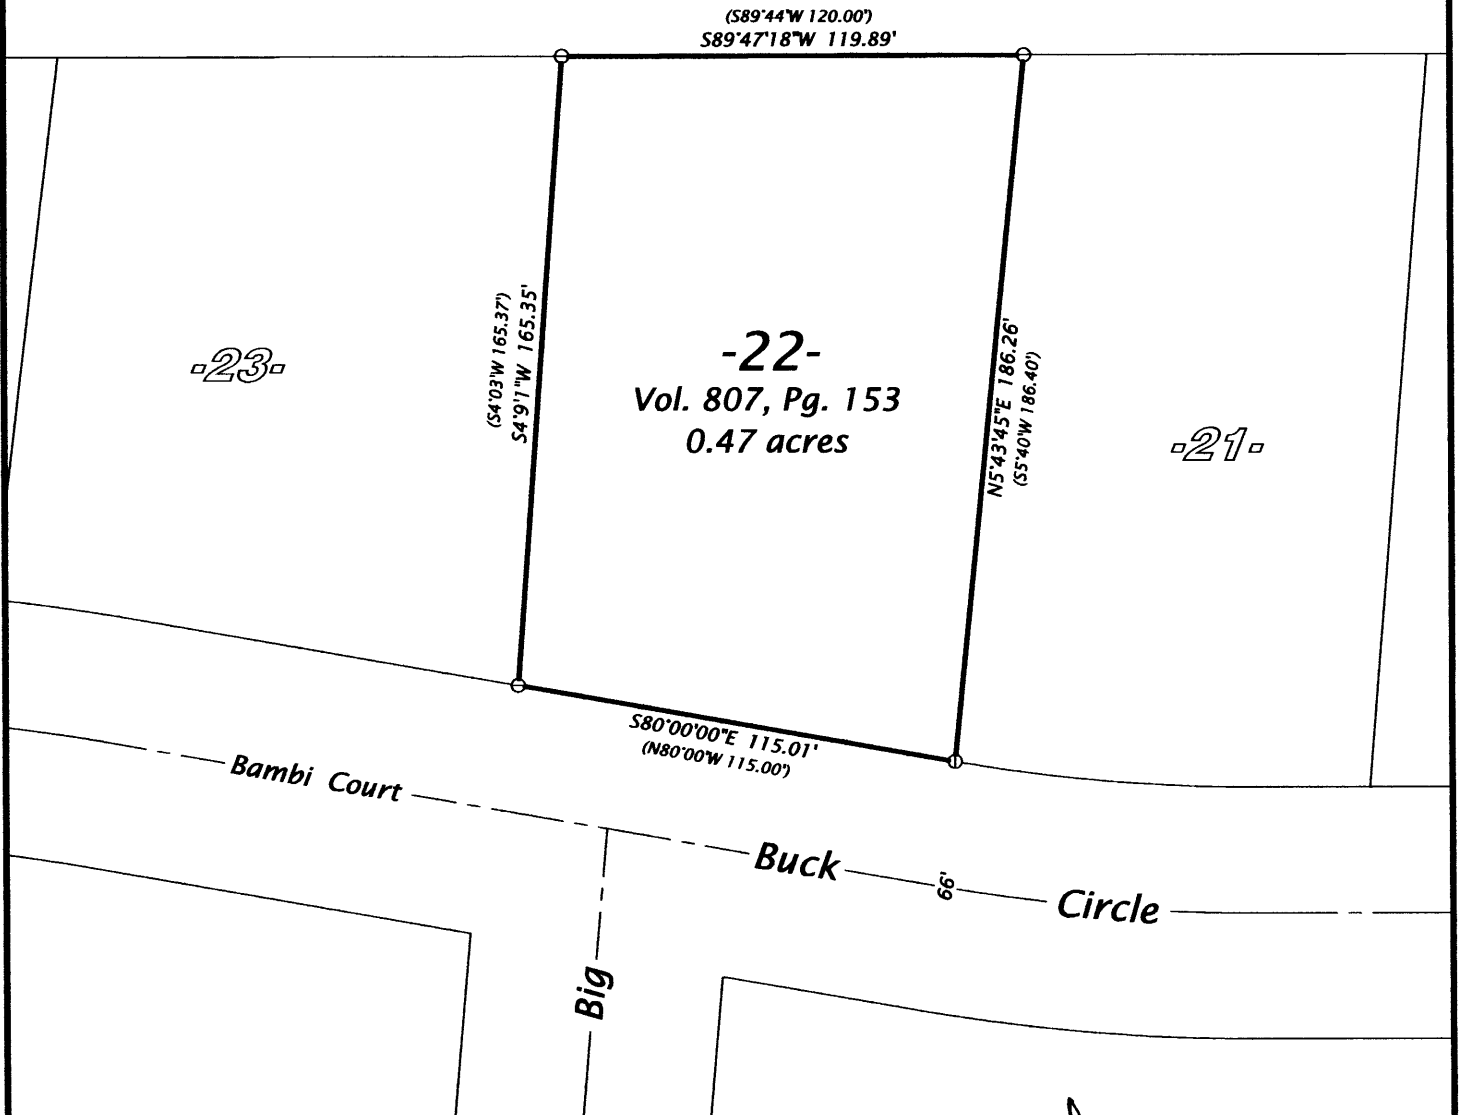 (S89°44'W 120.00')
S89°47'18"W 119.89'
(S4°03'W 165.37')
S4°9'1"W 165.35'
-22-
Vol. 807, Pg. 153
0.47 acres
N5°43'45"E 186.26'
(S5°40'W 186.40')
-23-
-21-
S80°00'00"E 115.01'
(N80°00'W 115.00')
Bambi Court
Buck
66'
Circle
Big